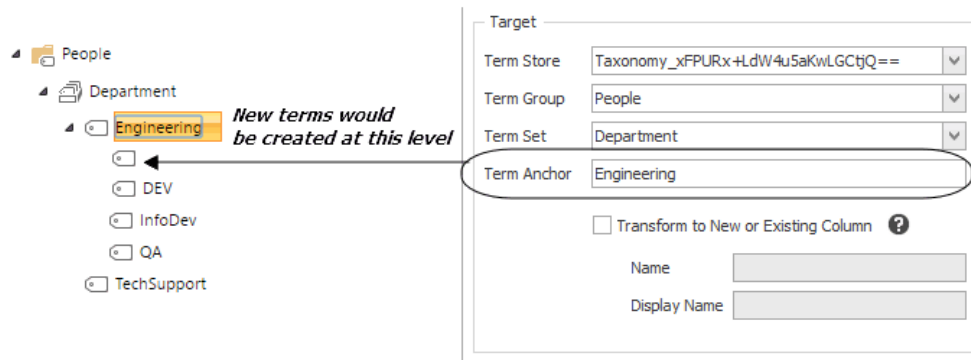 People
Department
Engineering
New terms would
be created at this level
DEV
InfoDev
QA
TechSupport
Target
Term Store Taxonomy_xFPURx+LdW4u5aKwLGCtjQ==
Term Group People
Term Set Department
Term Anchor Engineering
Transform to New or Existing Column ?
Name
Display Name